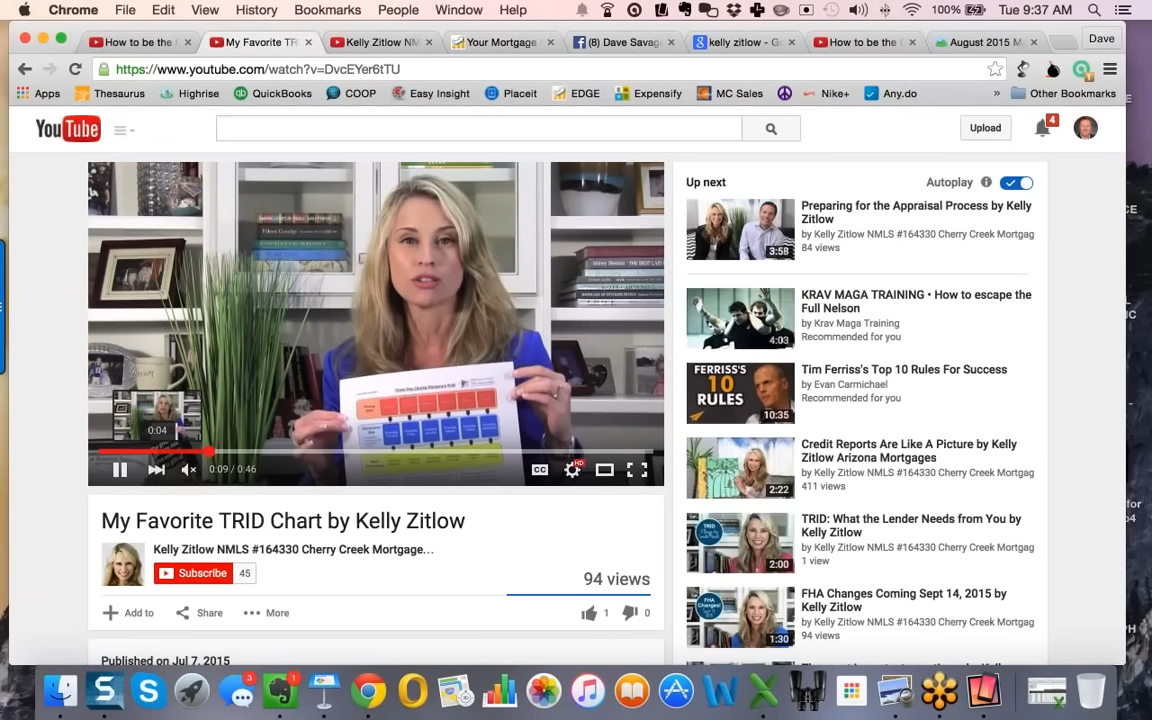 Chrome File Edit View History Bookmarks People Window Help 100% Tue 9:37 AM
How to be the My Favorite TR Kelly Zitlow NM Your Mortgage (8) Dave Savag kelly zitlow - G How to be the August 2015 M Dave
https://www.youtube.com/watch?v=DvcEYer6tTU
Apps Thesaurus Highrise QuickBooks COOP Easy Insight Placeit EDGE Expensify MC Sales Nike+ Any.do » Other Bookmarks
YouTube Upload 4
Up next Autoplay
Preparing for the Appraisal Process by Kelly
Zitlow
by Kelly Zitlow NMLS #164330 Cherry Creek Mortgag
84 views
3:58
KRAV MAGA TRAINING • How to escape the
Full Nelson
by Krav Maga Training
Recommended for you
4:03
FERRISS'S
10
RULES
10:35
Tim Ferriss's Top 10 Rules For Success
by Evan Carmichael
Recommended for you
Credit Reports Are Like A Picture by Kelly
Zitlow Arizona Mortgages
by Kelly Zitlow NMLS #164330 Cherry Creek Mortgag
411 views
2:22
TRID: What the Lender Needs from You by
Kelly Zitlow
by Kelly Zitlow NMLS #164330 Cherry Creek Mortgag
1 view
2:00
FHA Changes Coming Sept 14, 2015 by
Kelly Zitlow
by Kelly Zitlow NMLS #164330 Cherry Creek Mortgag
94 views
1:30
0:04
0:09 / 0:46 CC HD
My Favorite TRID Chart by Kelly Zitlow
Kelly Zitlow NMLS #164330 Cherry Creek Mortgage…
Subscribe 45
94 views
Add to Share More 1 0
Published on Jul 7, 2015
3 1